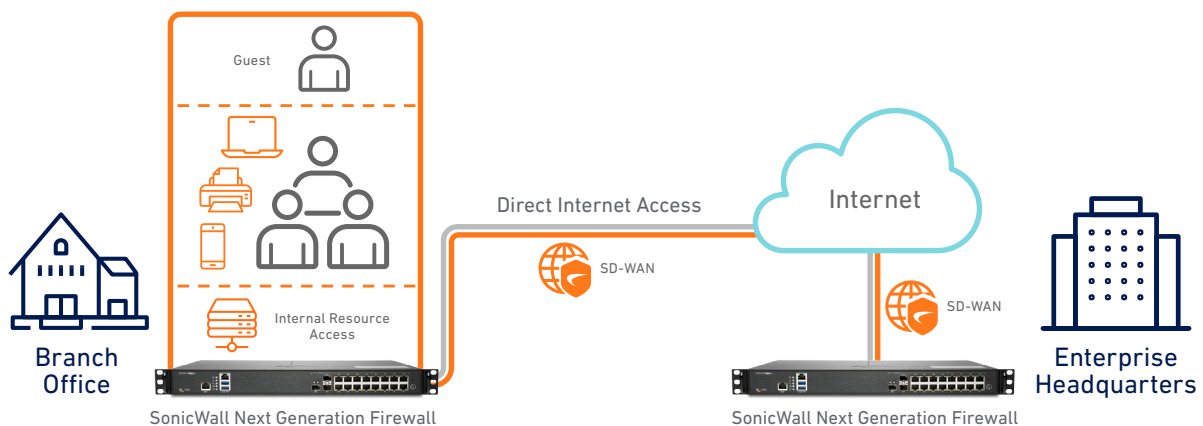 Guest
Internal Resource
Access
Branch
Office
SonicWall Next Generation Firewall
Direct Internet Access
SD-WAN
Internet
SD-WAN
SonicWall Next Generation Firewall
Enterprise
Headquarters